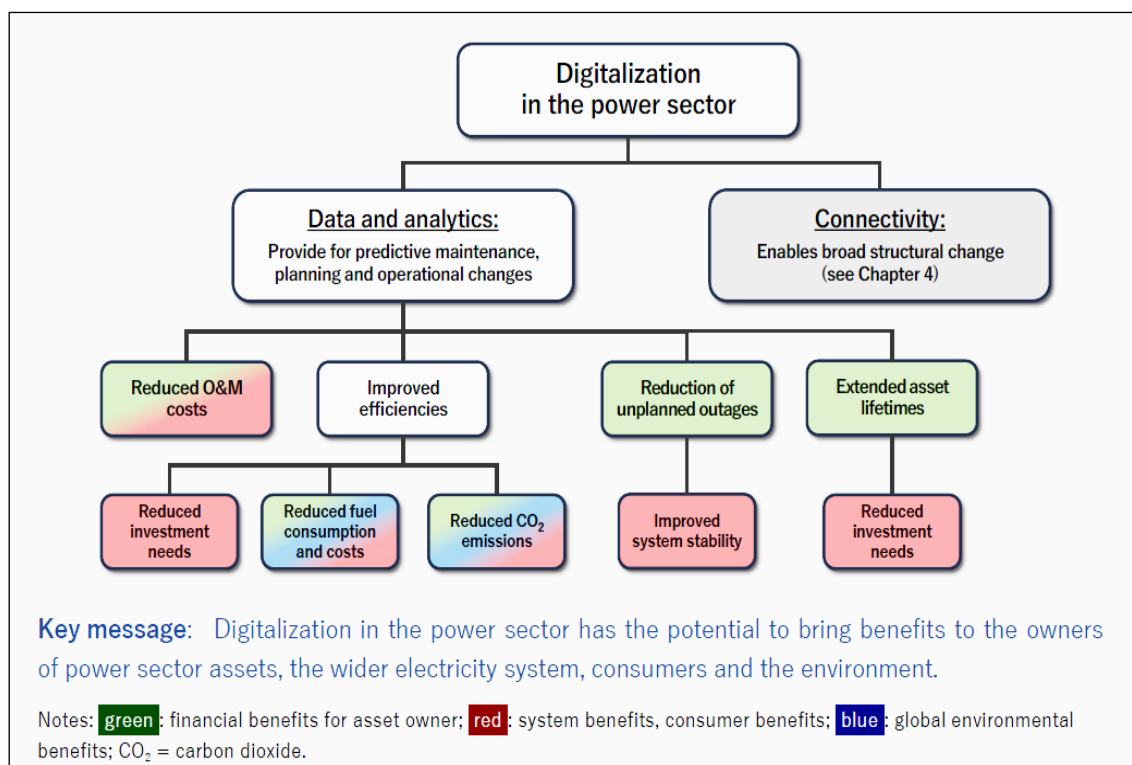 Digitalization
in the power sector
Data and analytics:
Provide for predictive maintenance,
planning and operational changes
Connectivity:
Enables broad structural change
(see Chapter 4)
Reduced O&M
costs
Improved
efficiencies
Reduction of
unplanned outages
Extended asset
lifetimes
Reduced
investment
needs
Reduced fuel
consumption
and costs
Reduced CO₂
emissions
Improved
system stability
Reduced
investment
needs
Key message: Digitalization in the power sector has the potential to bring benefits to the owners
of power sector assets, the wider electricity system, consumers and the environment.
Notes: green: financial benefits for asset owner; red: system benefits, consumer benefits; blue: global environmental
benefits; CO₂ = carbon dioxide.